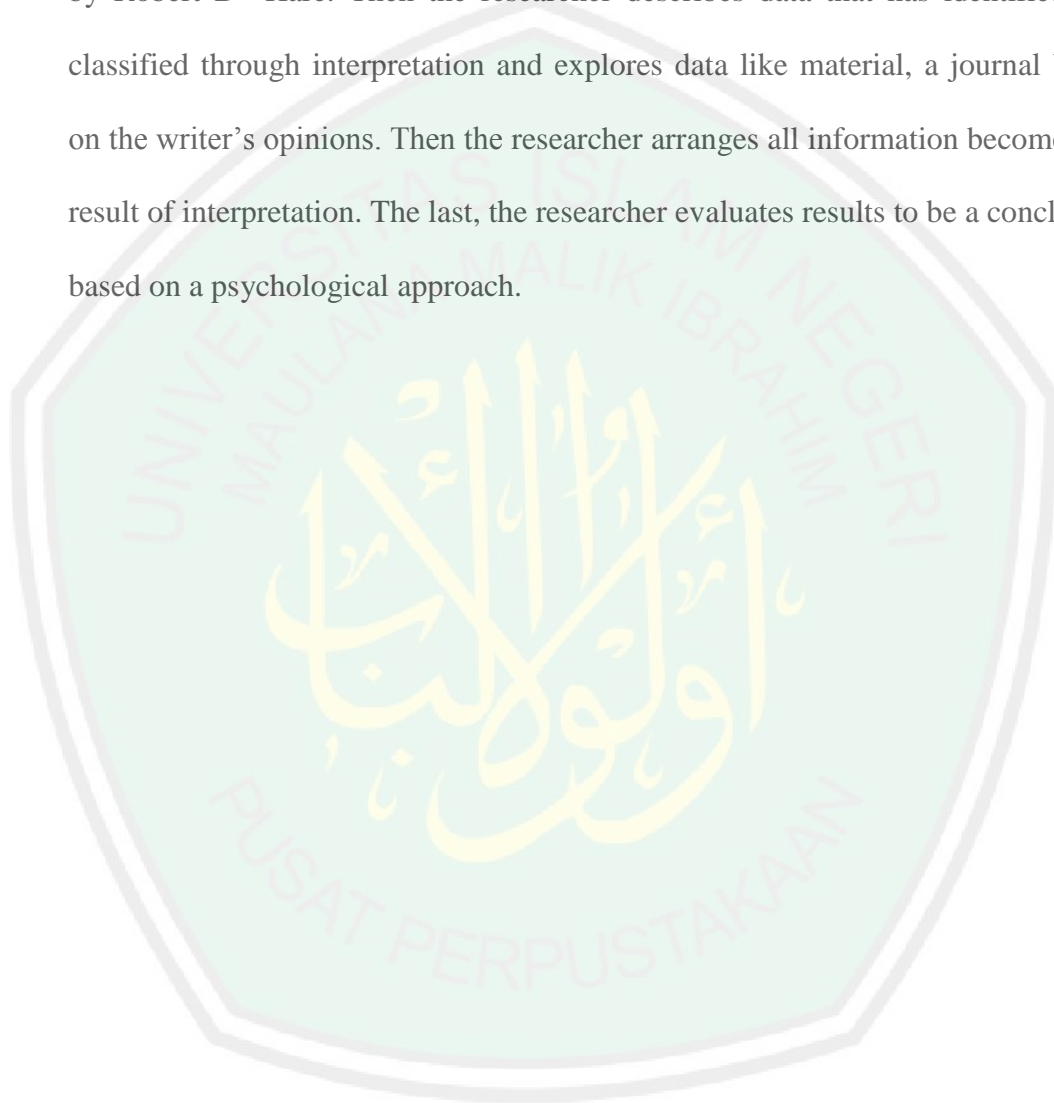 by Robert B Hare. Then the researcher describes data that has
classified through interpretation and explores data like material, a journal
on the writer's opinions. Then the researcher arranges all information
result of interpretation. The last, the researcher evaluates results to be a
based on a psychological approach.
UNIVERSITAS ISLAM NEGERI
MAULANA MALIK IBRAHIM
أولوا الألباب
PUSAT PERPUSTAKAAN